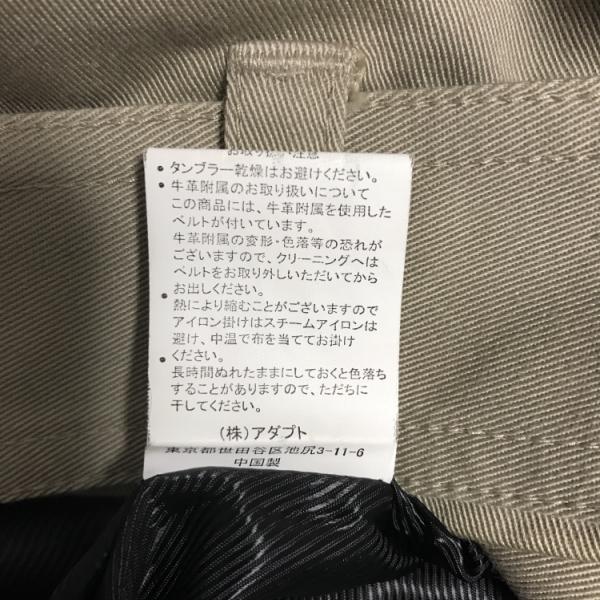 お取り扱い注意
• タンブラー乾燥はお避けください。
• 牛革附属のお取り扱いについて
この商品には、牛革附属を使用した
ベルトが付いています。
牛革附属の変形・色落等の恐れが
ございますので、クリーニングへは
ベルトをお取り外しいただいてから
お出しください。
• 熱により縮むことがございますので
アイロン掛けはスチームアイロンは
避け、中温で布を当ててお掛け
ください。
• 長時間ぬれたままにしておくと色落ち
することがありますので、ただちに
干してください。
(株)アダプト
東京都世田谷区池尻3-11-6
中国製